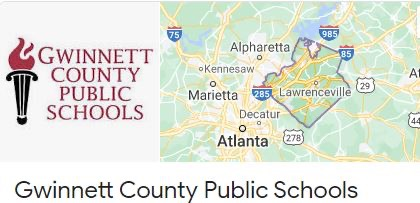 GWINNETT
COUNTY
PUBLIC
SCHOOLS
75
985
Alpharetta
85
Kennesaw
Marietta
285
Lawrenceville
29
Decatur
Atlanta
278
Gwinnett County Public Schools